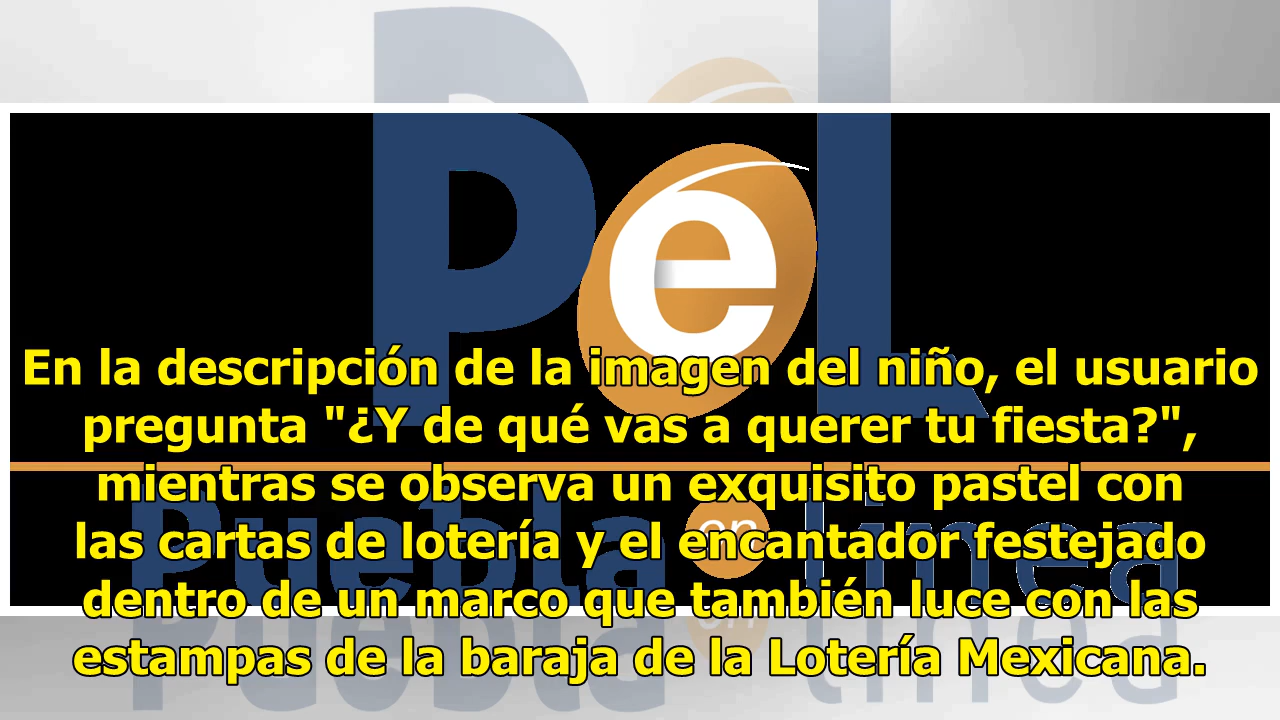 PeL
En la descripción de la imagen del niño, el usuario
pregunta "¿Y de qué vas a querer tu fiesta?",
mientras se observa un exquisito pastel con
las cartas de lotería y el encantador festejado
dentro de un marco que también luce con las
estampas de la baraja de la Lotería Mexicana.
Puebla en línea